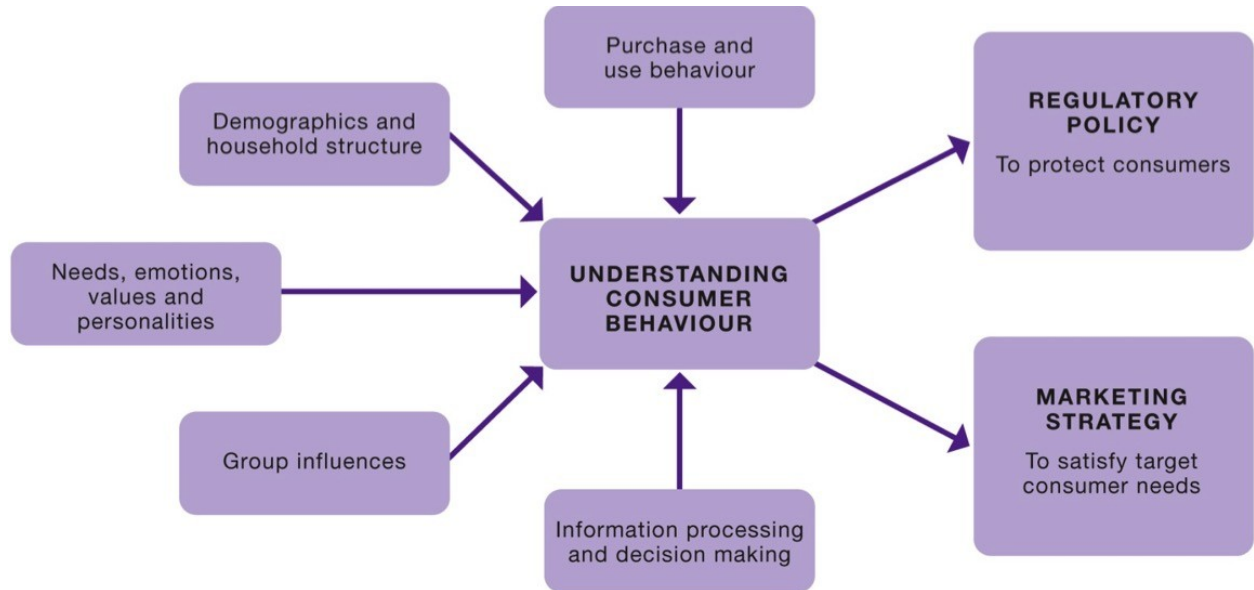 Purchase and
use behaviour
Demographics and
household structure
Needs, emotions,
values and
personalities
Group influences
Information processing
and decision making
UNDERSTANDING
CONSUMER
BEHAVIOUR
REGULATORY
POLICY
To protect consumers
MARKETING
STRATEGY
To satisfy target
consumer needs